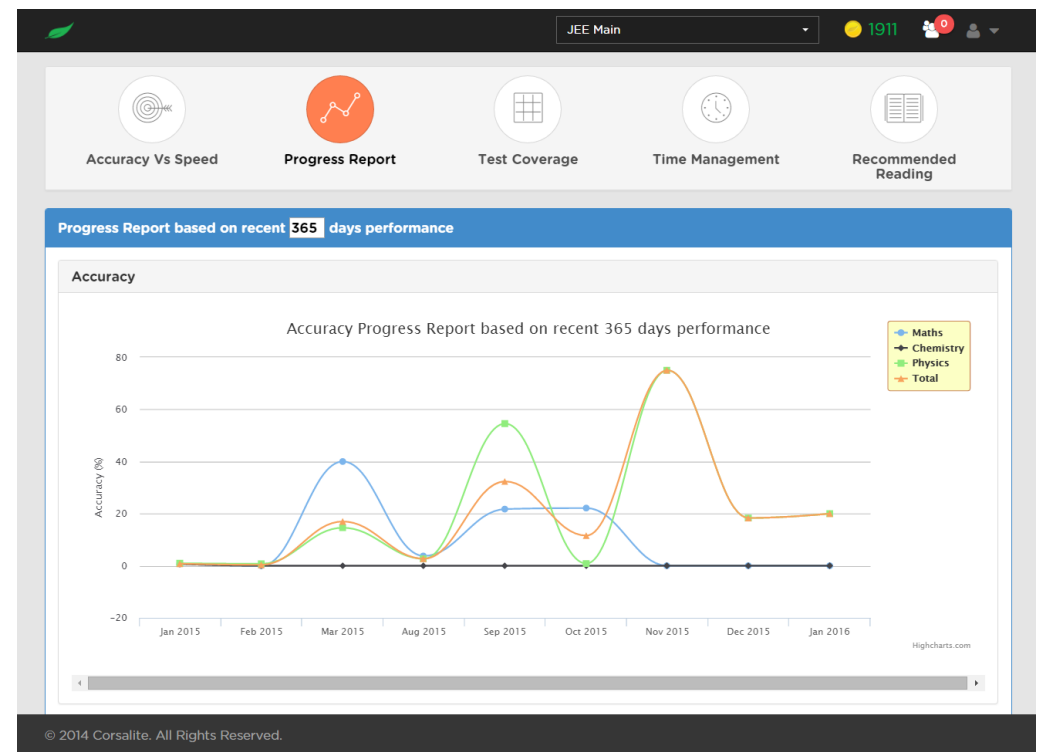 JEE Main
1911
0
Accuracy Vs Speed
Progress Report
Test Coverage
Time Management
Recommended
Reading
Progress Report based on recent 365 days performance
Accuracy
Accuracy Progress Report based on recent 365 days performance
Maths
Chemistry
Physics
Total
Accuracy (%)
80
60
40
20
0
-20
Jan 2015
Feb 2015
Mar 2015
Aug 2015
Sep 2015
Oct 2015
Nov 2015
Dec 2015
Jan 2016
Highcharts.com
© 2014 Corsalite. All Rights Reserved.